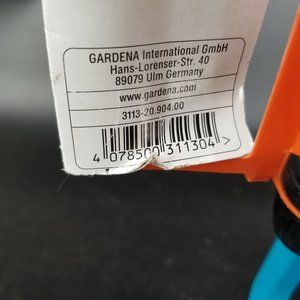 GARDENA International GmbH
Hans-Lorenser-Str. 40
89079 Ulm Germany
www.gardena.com
3113-20.904.00
4 078500 311304